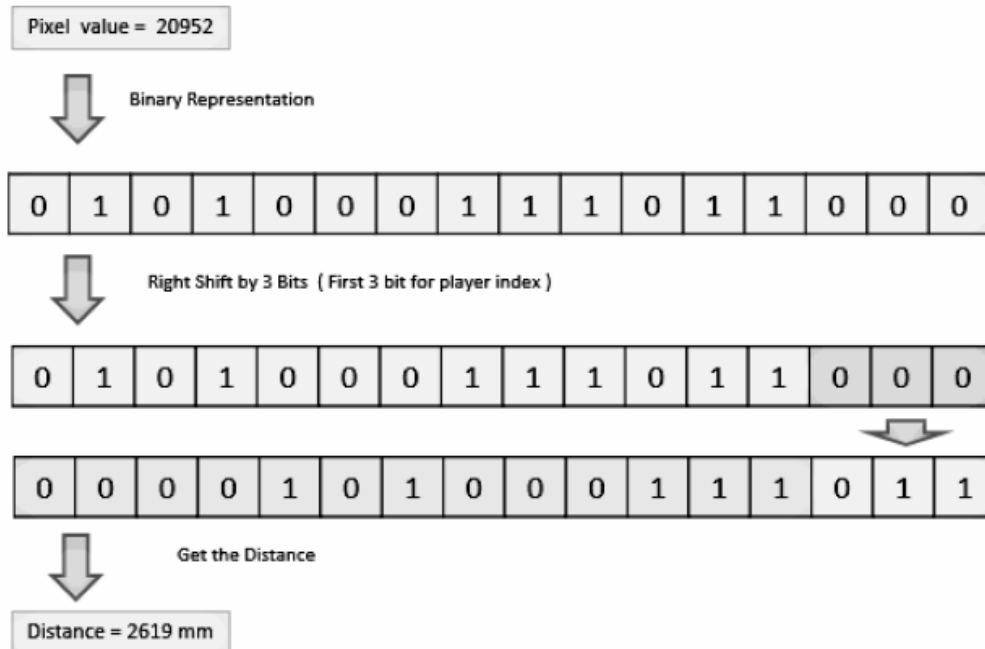 Pixel value = 20952
Binary Representation
0 1 0 1 0 0 0 1 1 1 0 1 1 0 0 0
Right Shift by 3 Bits ( First 3 bit for player index )
0 1 0 1 0 0 0 1 1 1 0 1 1 0 0 0
0 0 0 0 1 0 1 0 0 0 1 1 1 0 1 1
Get the Distance
Distance = 2619 mm